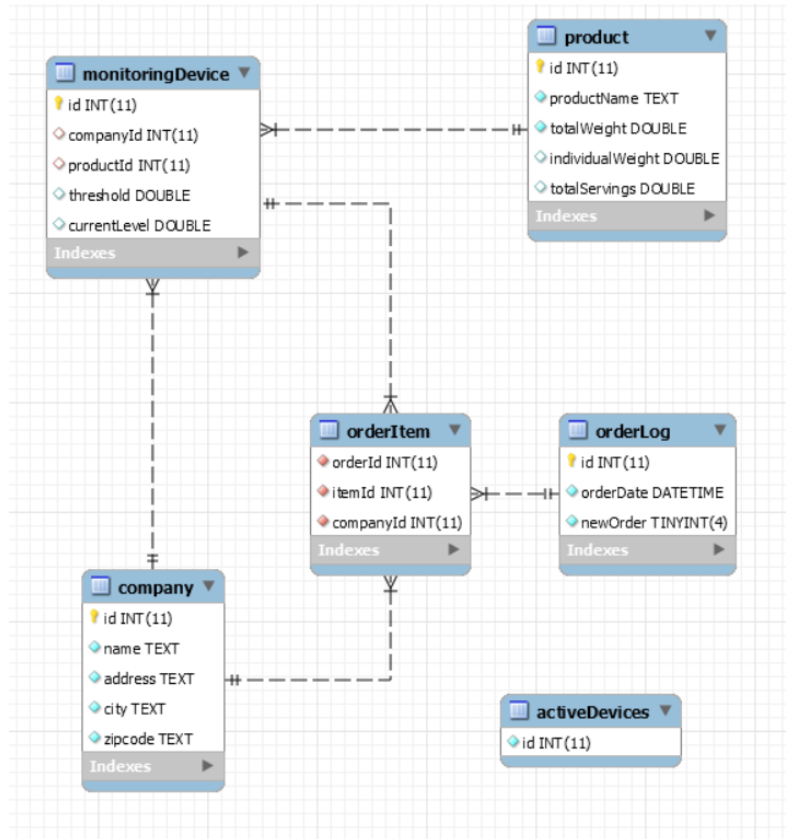 monitoringDevice
id INT(11)
companyId INT(11)
productId INT(11)
threshold DOUBLE
currentLevel DOUBLE
Indexes
product
id INT(11)
productName TEXT
totalWeight DOUBLE
individualWeight DOUBLE
totalServings DOUBLE
Indexes
orderItem
orderId INT(11)
itemId INT(11)
companyId INT(11)
Indexes
orderLog
id INT(11)
orderDate DATETIME
newOrder TINYINT(4)
Indexes
company
id INT(11)
name TEXT
address TEXT
city TEXT
zipcode TEXT
Indexes
activeDevices
id INT(11)